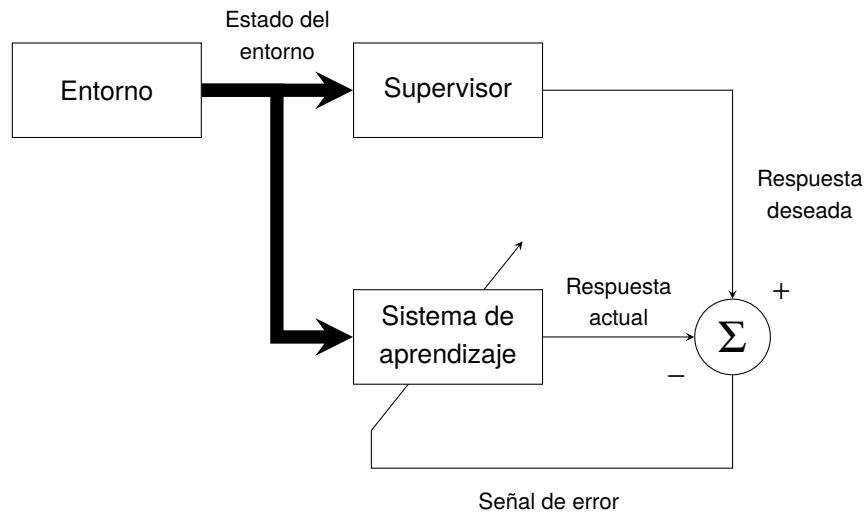 Estado del
entorno
Entorno
Supervisor
Respuesta
deseada
Sistema de
aprendizaje
Respuesta
actual
+
Σ
−
Señal de error